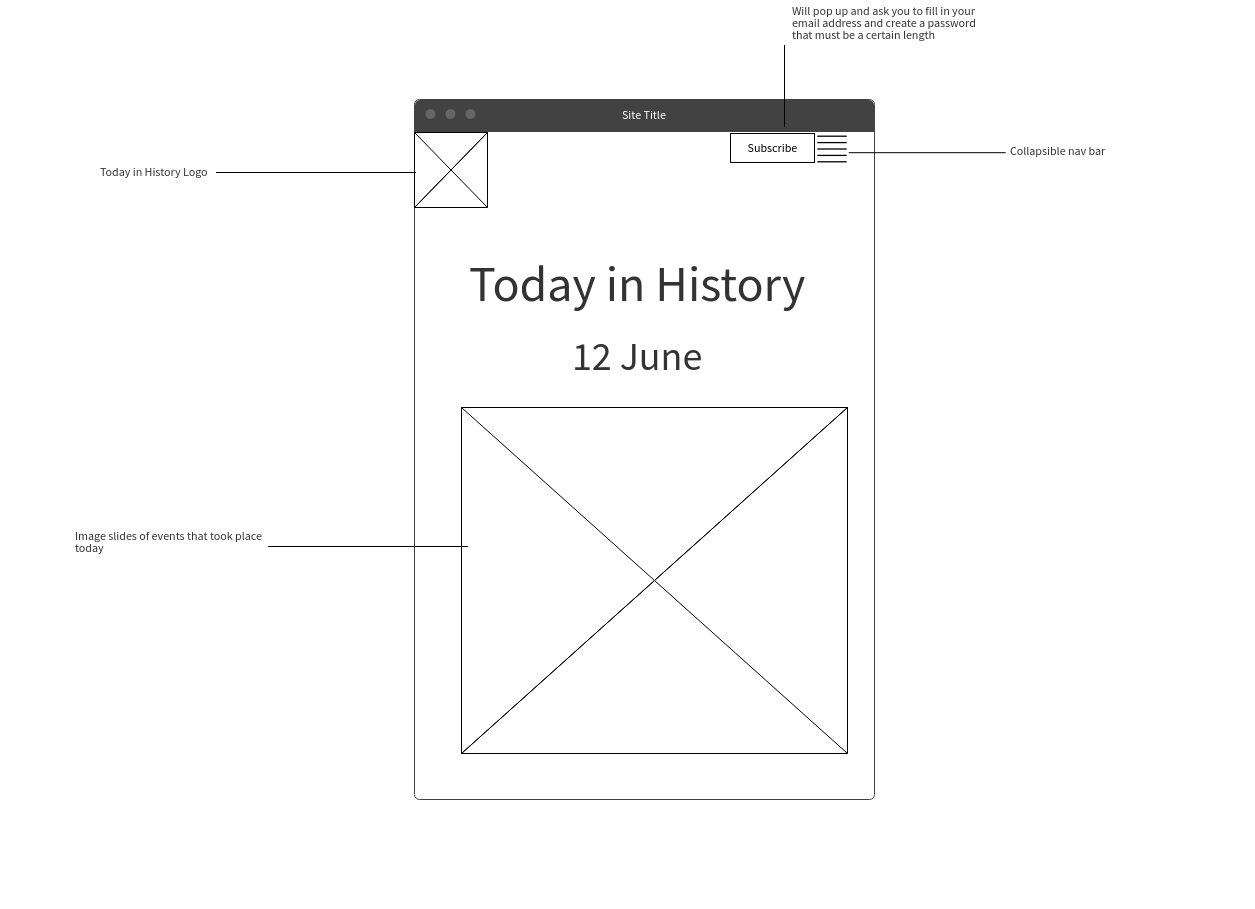 Will pop up and ask you to fill in your
email address and create a password
that must be a certain length
Site Title
Subscribe
Collapsible nav bar
Today in History Logo
Today in History
12 June
Image slides of events that took place
today